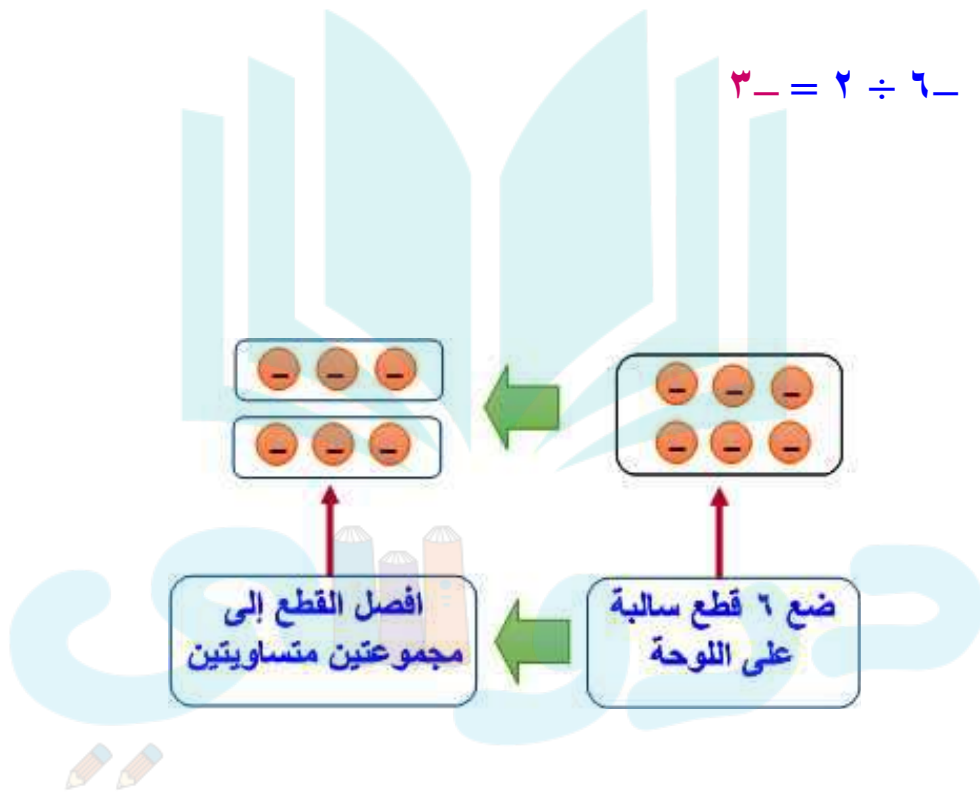 −٦ ÷ ٢ = −٣
ضع ٦ قطع سالبة
على اللوحة
افصل القطع إلى
مجموعتين متساويتين